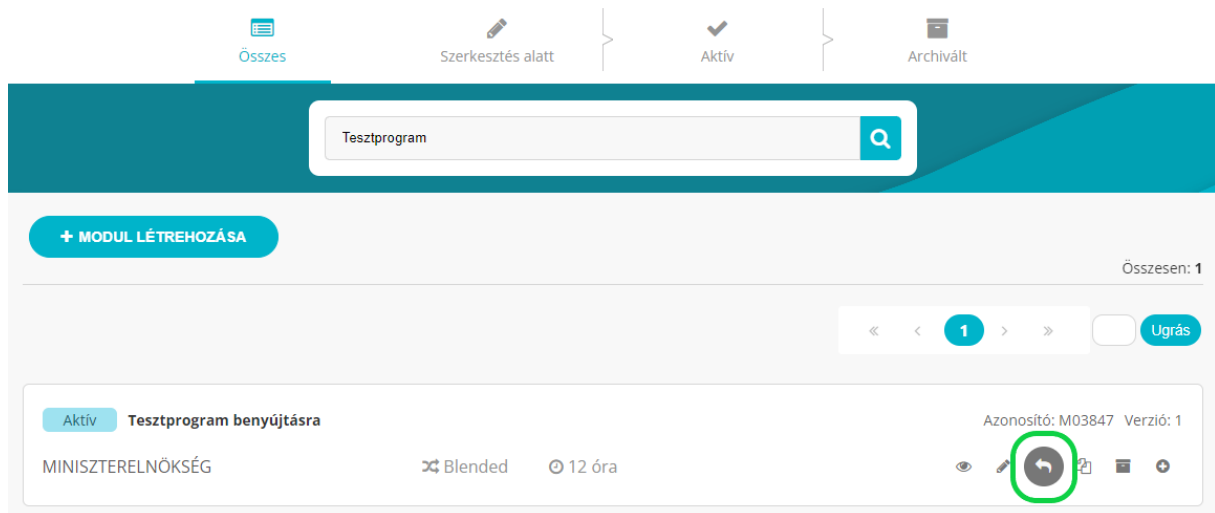 Összes
Szerkesztés alatt
Aktív
Archivált
Tesztprogram
+ MODUL LÉTREHOZÁSA
Összesen: 1
« < 1 > » Ugrás
Aktív Tesztprogram benyújtásra Azonosító: M03847 Verzió: 1
MINISZTERELNÖKSÉG Blended 12 óra